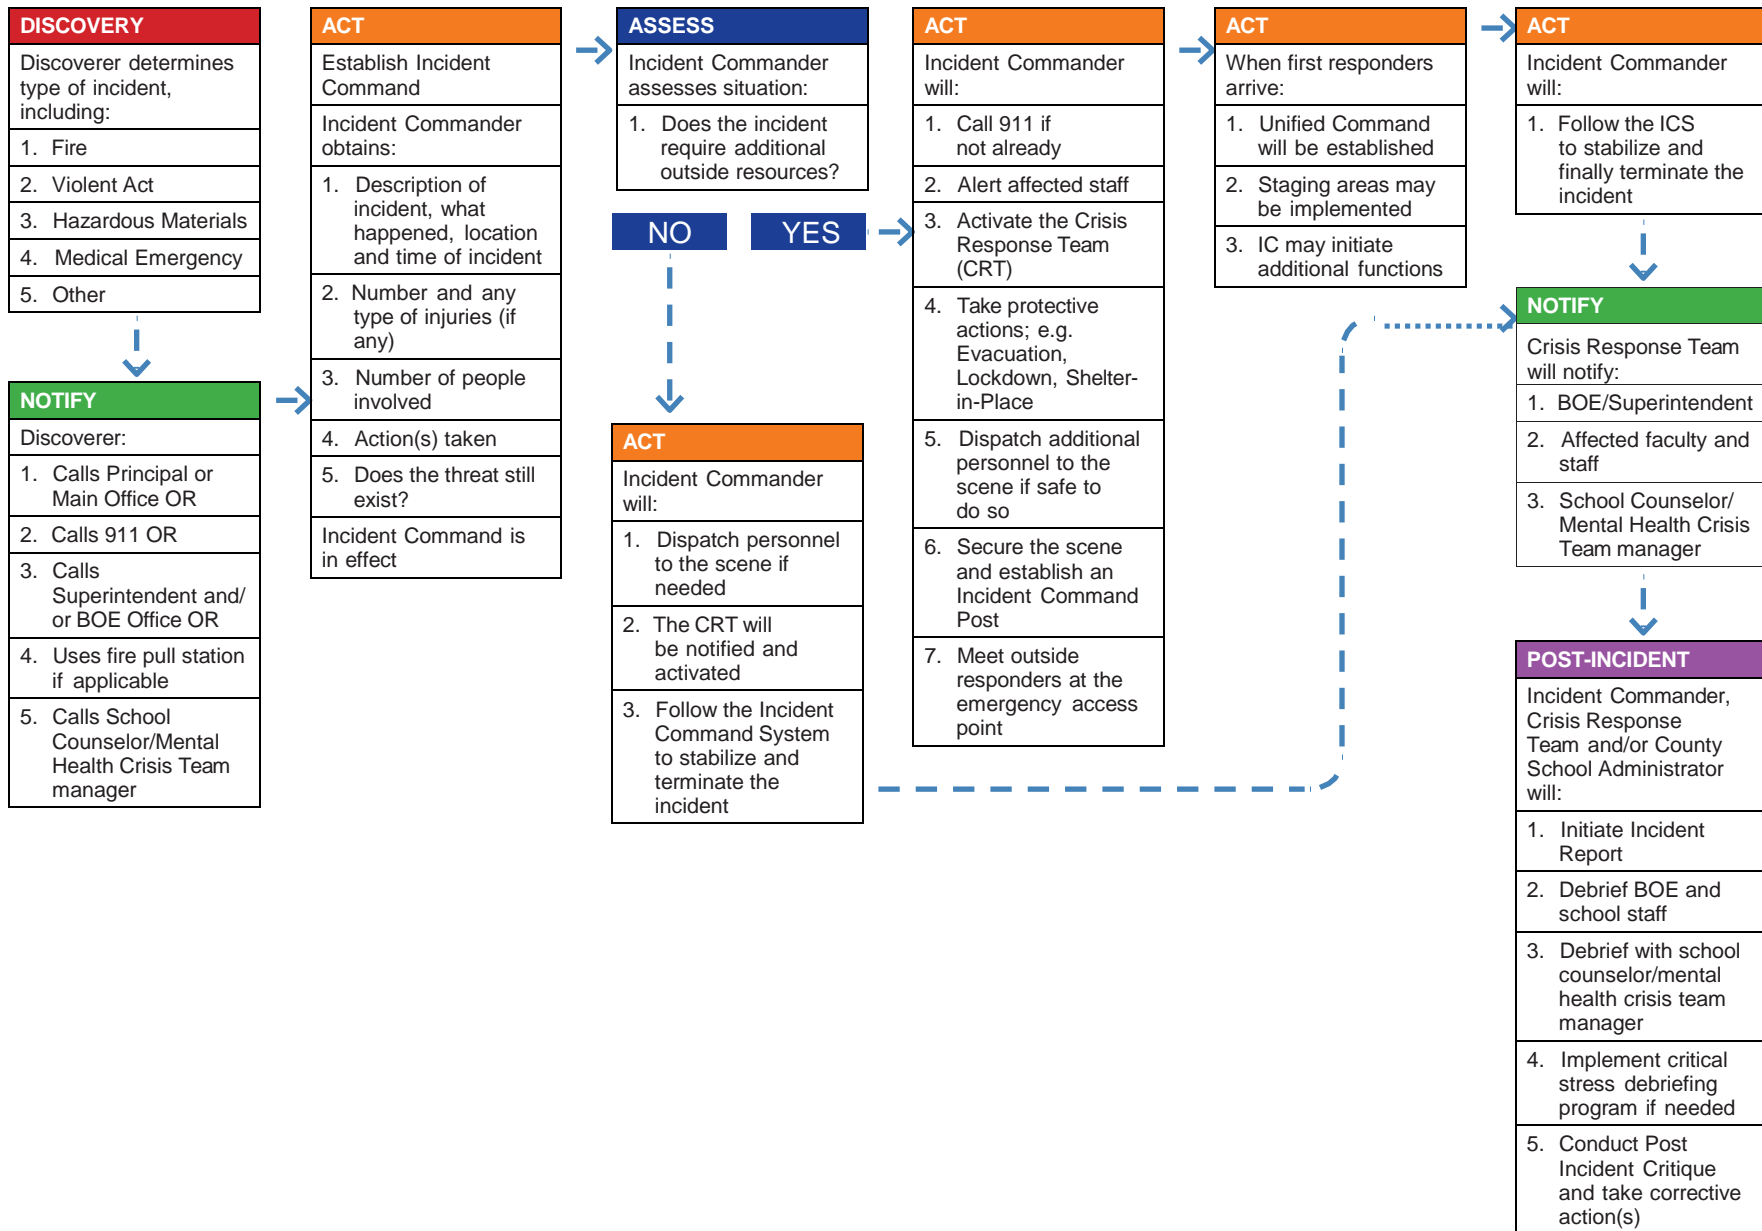 DISCOVERY
Discoverer determines
type of incident,
including:
1. Fire
2. Violent Act
3. Hazardous Materials
4. Medical Emergency
5. Other
NOTIFY
Discoverer:
1. Calls Principal or
Main Office OR
2. Calls 911 OR
3. Calls
Superintendent and/
or BOE Office OR
4. Uses fire pull station
if applicable
5. Calls School
Counselor/Mental
Health Crisis Team
manager
ACT
Establish Incident
Command
Incident Commander
obtains:
1. Description of
incident, what
happened, location
and time of incident
2. Number and any
type of injuries (if
any)
3. Number of people
involved
4. Action(s) taken
5. Does the threat still
exist?
Incident Command is
in effect
ASSESS
Incident Commander
assesses situation:
1. Does the incident
require additional
outside resources?
NO
YES
ACT
Incident Commander
will:
1. Dispatch personnel
to the scene if
needed
2. The CRT will
be notified and
activated
3. Follow the Incident
Command System
to stabilize and
terminate the
incident
ACT
Incident Commander
will:
1. Call 911 if
not already
2. Alert affected staff
3. Activate the Crisis
Response Team
(CRT)
4. Take protective
actions; e.g.
Evacuation,
Lockdown, Shelter-
in-Place
5. Dispatch additional
personnel to the
scene if safe to
do so
6. Secure the scene
and establish an
Incident Command
Post
7. Meet outside
responders at the
emergency access
point
ACT
When first responders
arrive:
1. Unified Command
will be established
2. Staging areas may
be implemented
3. IC may initiate
additional functions
ACT
Incident Commander
will:
1. Follow the ICS
to stabilize and
finally terminate the
incident
NOTIFY
Crisis Response Team
will notify:
1. BOE/Superintendent
2. Affected faculty and
staff
3. School Counselor/
Mental Health Crisis
Team manager
POST-INCIDENT
Incident Commander,
Crisis Response
Team and/or County
School Administrator
will:
1. Initiate Incident
Report
2. Debrief BOE and
school staff
3. Debrief with school
counselor/mental
health crisis team
manager
4. Implement critical
stress debriefing
program if needed
5. Conduct Post
Incident Critique
and take corrective
action(s)